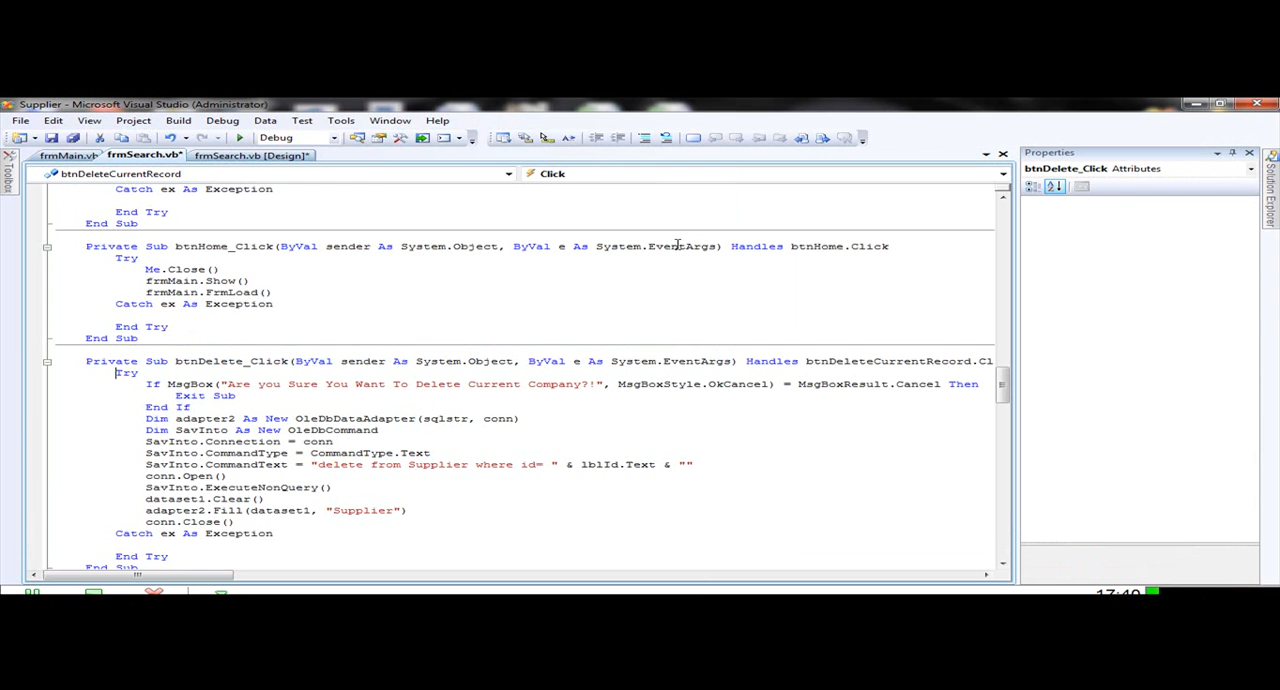 Supplier - Microsoft Visual Studio (Administrator)
File Edit View Project Build Debug Data Tools Test Window Help
Debug
frmMain.vb frmSearch.vb* frmSearch.vb [Design]*
Properties
btnDelete_Click Attributes
Toolbox
Solution Explorer
btnDeleteCurrentRecord Click
Catch ex As Exception
End Try
End Sub
Private Sub btnHome_Click(ByVal sender As System.Object, ByVal e As System.EventArgs) Handles btnHome.Click
Try
Me.Close()
frmMain.Show()
frmMain.FrmLoad()
Catch ex As Exception
End Try
End Sub
Private Sub btnDelete_Click(ByVal sender As System.Object, ByVal e As System.EventArgs) Handles btnDeleteCurrentRecord.Cl
Try
If MsgBox("Are you Sure You Want To Delete Current Company?!", MsgBoxStyle.OkCancel) = MsgBoxResult.Cancel Then
Exit Sub
End If
Dim adapter2 As New OleDbDataAdapter(sqlstr, conn)
Dim SavInto As New OleDbCommand
SavInto.Connection = conn
SavInto.CommandType = CommandType.Text
SavInto.CommandText = "delete from Supplier where id= " & lblId.Text & ""
conn.Open()
SavInto.ExecuteNonQuery()
dataset1.Clear()
adapter2.Fill(dataset1, "Supplier")
conn.Close()
Catch ex As Exception
End Try
End Sub